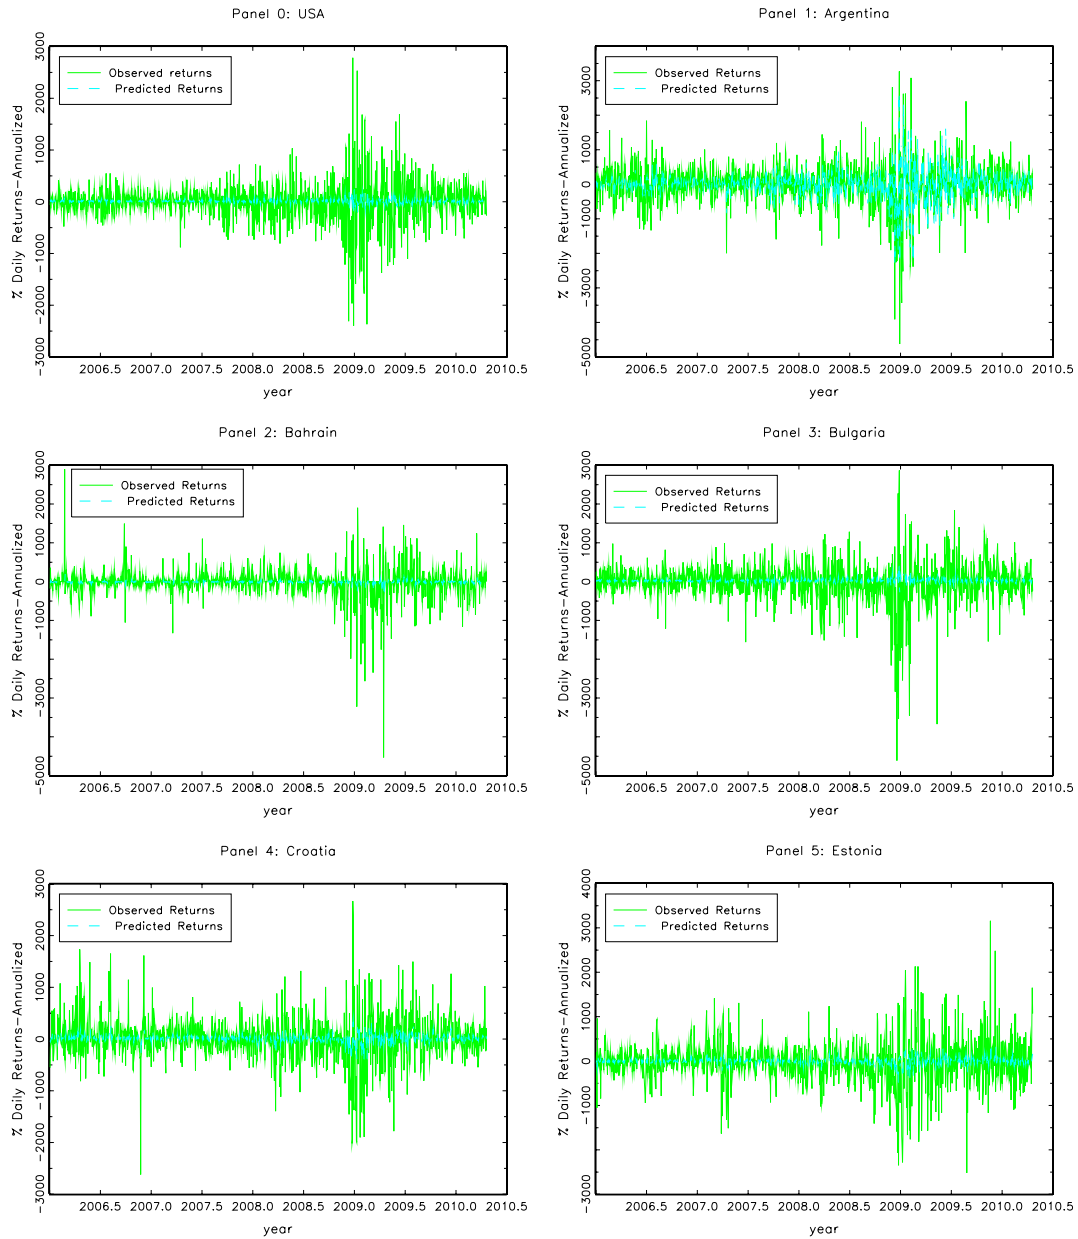 Panel 0: USA
% Daily Returns-Annualized
3000
2000
1000
0
-1000
-2000
-3000
Observed returns
Predicted Returns
2006.5 2007.0 2007.5 2008.0 2008.5 2009.0 2009.5 2010.0 2010.5
year
Panel 1: Argentina
% Daily Returns-Annualized
3000
1000
0
-1000
-3000
-5000
Observed Returns
Predicted Returns
2006.5 2007.0 2007.5 2008.0 2008.5 2009.0 2009.5 2010.0 2010.5
year
Panel 2: Bahrain
% Daily Returns-Annualized
3000
2000
1000
0
-1000
-3000
-5000
Observed Returns
Predicted Returns
2006.5 2007.0 2007.5 2008.0 2008.5 2009.0 2009.5 2010.0 2010.5
year
Panel 3: Bulgaria
% Daily Returns-Annualized
3000
2000
1000
0
-1000
-3000
-5000
Observed Returns
Predicted Returns
2006.5 2007.0 2007.5 2008.0 2008.5 2009.0 2009.5 2010.0 2010.5
year
Panel 4: Croatia
% Daily Returns-Annualized
3000
2000
1000
0
-1000
-2000
-3000
Observed Returns
Predicted Returns
2006.5 2007.0 2007.5 2008.0 2008.5 2009.0 2009.5 2010.0 2010.5
year
Panel 5: Estonia
% Daily Returns-Annualized
4000
3000
2000
1000
0
-1000
-3000
Observed Returns
Predicted Returns
2006.5 2007.0 2007.5 2008.0 2008.5 2009.0 2009.5 2010.0 2010.5
year